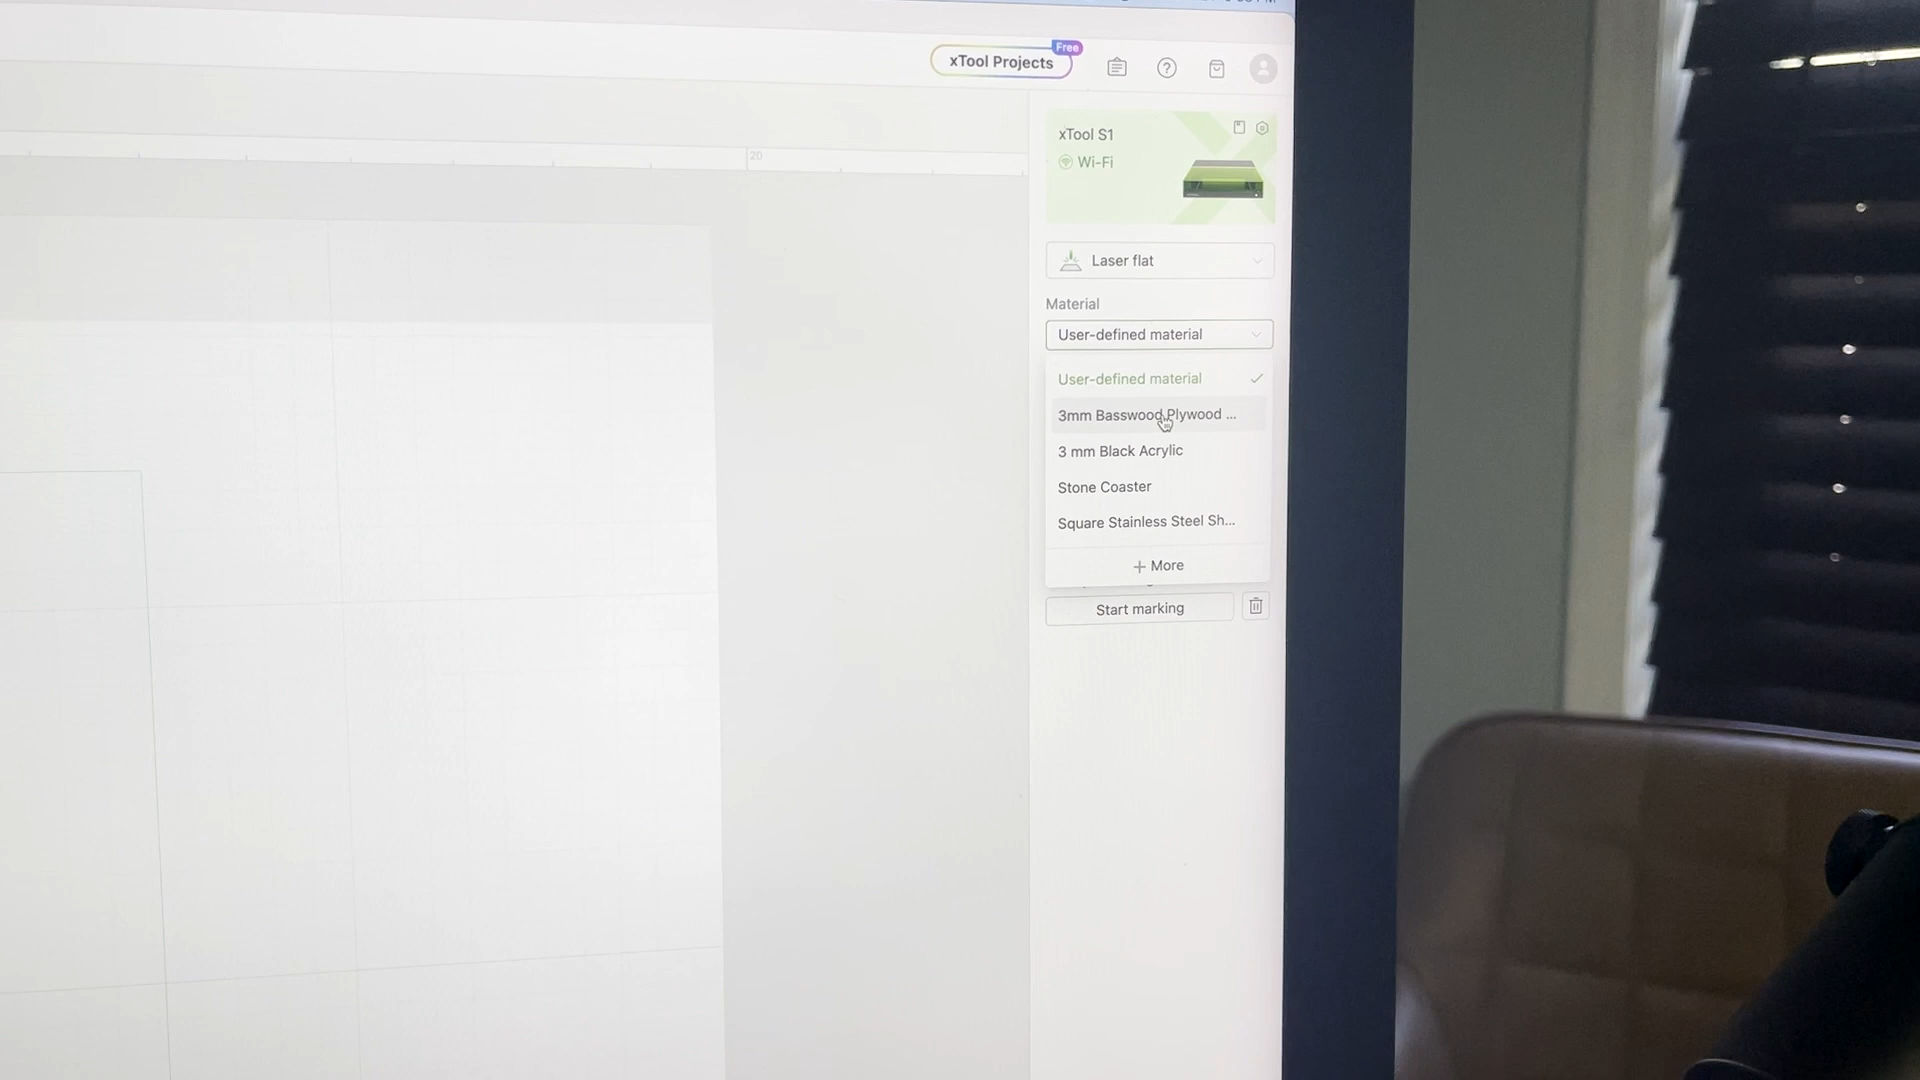 Free
xTool Projects
20
xTool S1
Wi-Fi
Laser flat
Material
User-defined material
User-defined material
3mm Basswood Plywood ...
3 mm Black Acrylic
Stone Coaster
Square Stainless Steel Sh...
+ More
Start marking